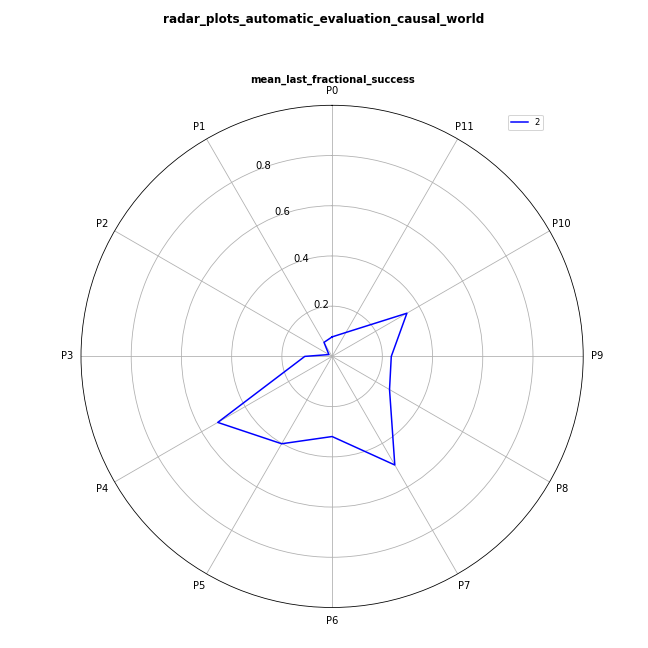 radar_plots_automatic_evaluation_causal_world
mean_last_fractional_success
P0
2
P1
P11
0.8
0.6
P2
P10
0.4
0.2
P3
P9
P4
P8
P5
P7
P6